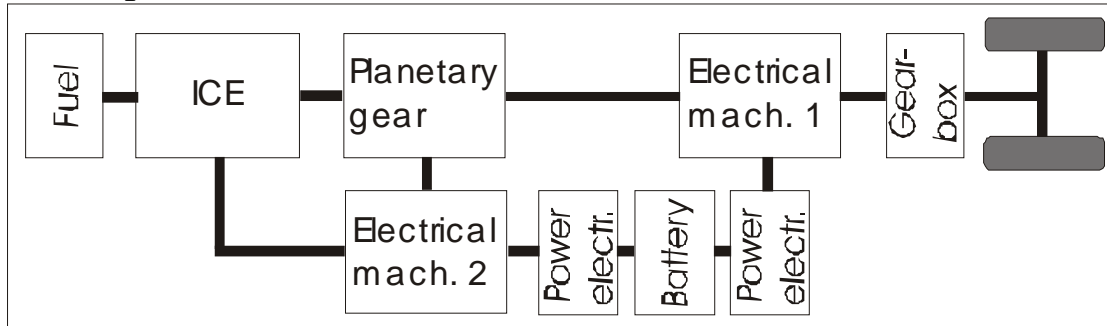 Fuel
ICE
Planetary
gear
Electrical
mach. 1
Gear-
box
Electrical
mach. 2
Power
electr.
Battery
Power
electr.